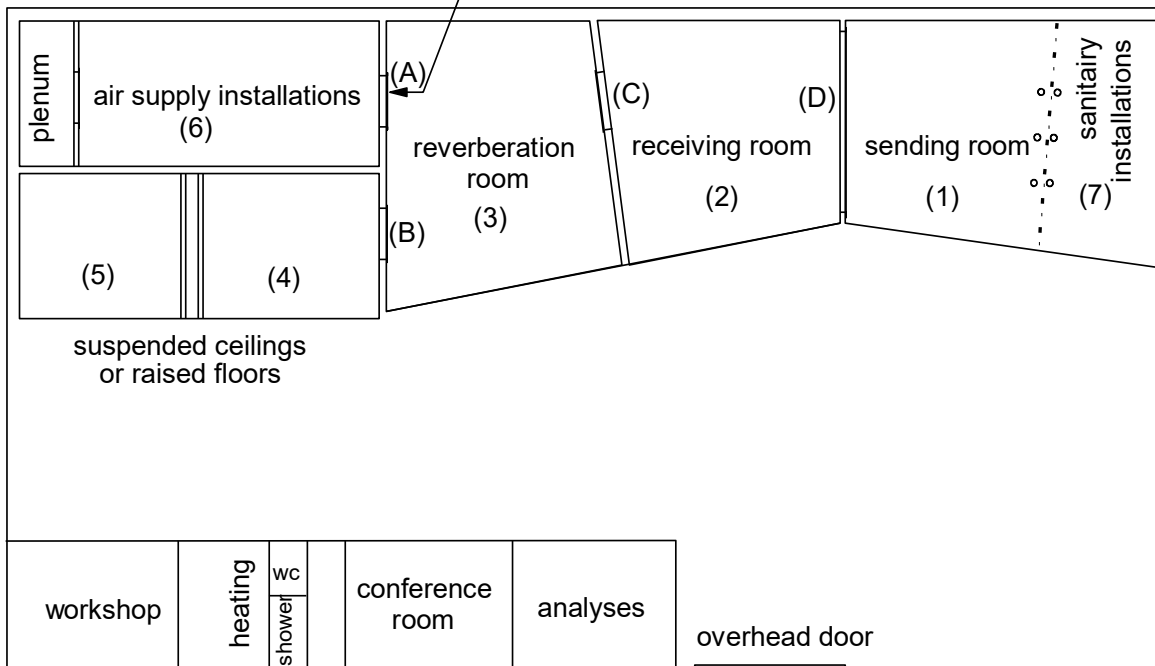 plenum
air supply installations
(6)
(A)
(B)
(5)
(4)
suspended ceilings
or raised floors
reverberation
room
(3)
(C)
receiving room
(2)
(D)
sending room
(1)
sanitairy
installations
(7)
workshop
heating
wc
shower
conference
room
analyses
overhead door